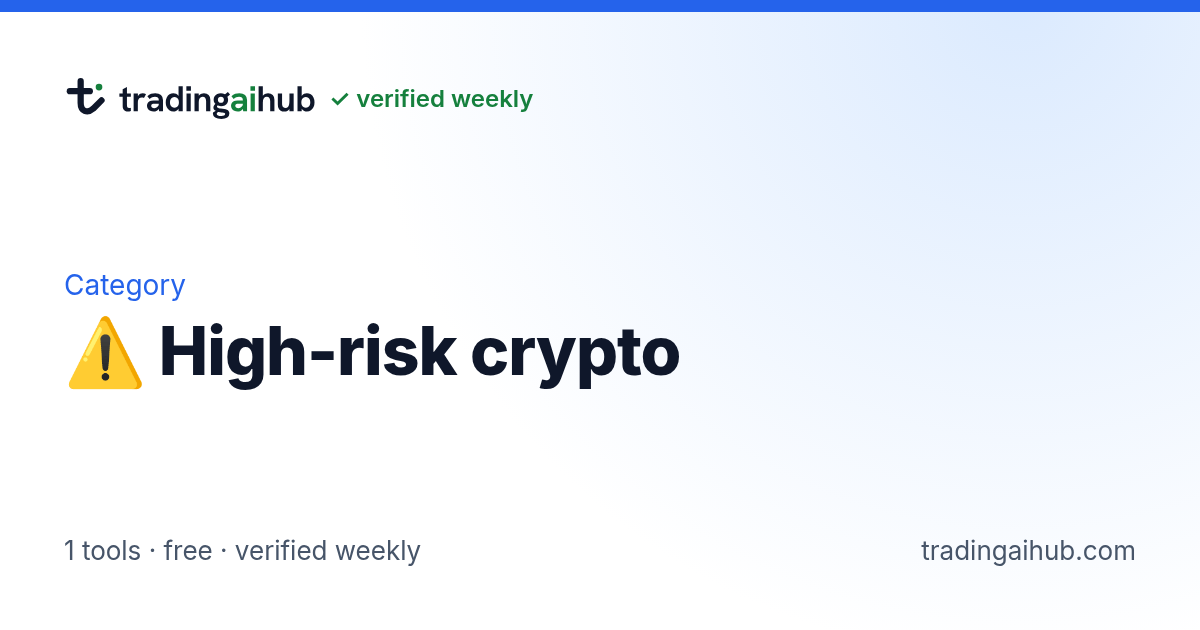 tradingaihub ✓ verified weekly
Category
⚠️ High-risk crypto
1 tools · free · verified weekly
tradingaihub.com